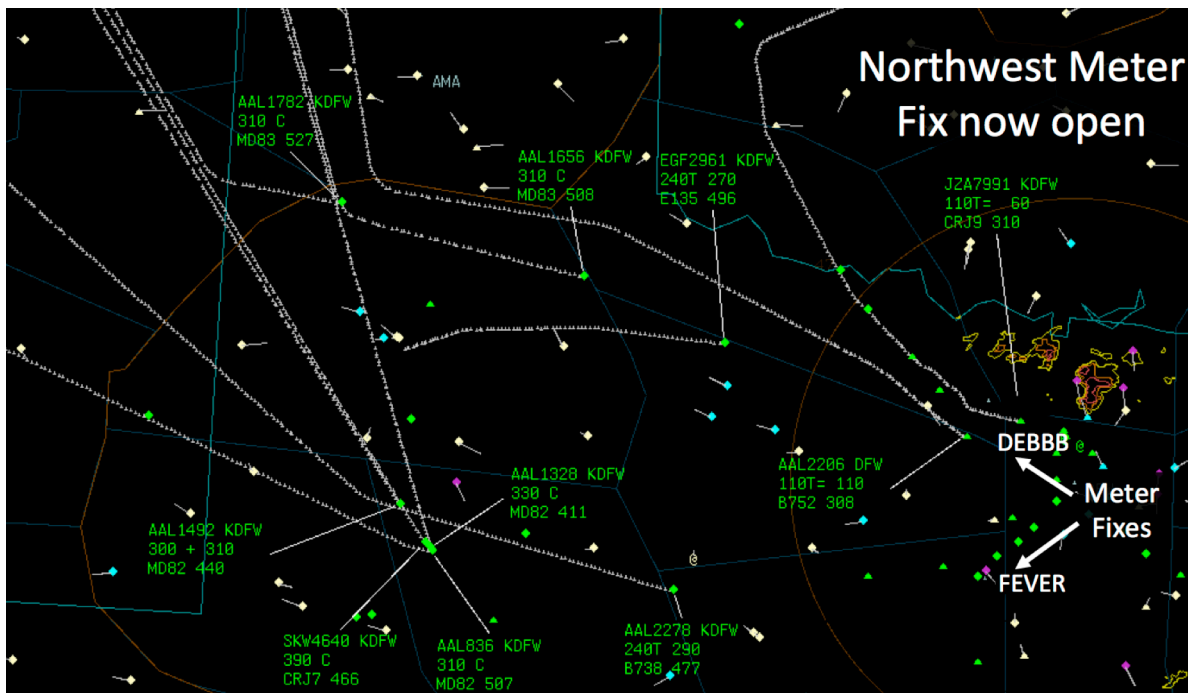 Northwest Meter
Fix now open
AMA
AAL1782 KDFW
310 C
MD83 527
AAL1656 KDFW
310 C
MD83 508
EGF2961 KDFW
240T 270
E135 496
JZA7991 KDFW
110T= 60
CRJ9 310
DEBBB
@
AAL2206 DFW
110T= 110
B752 308
Meter
Fixes
AAL1328 KDFW
330 C
MD82 411
AAL1492 KDFW
300 + 310
MD82 440
@
FEVER
SKW4640 KDFW
390 C
CRJ7 466
AAL836 KDFW
310 C
MD82 507
AAL2278 KDFW
240T 290
B738 477